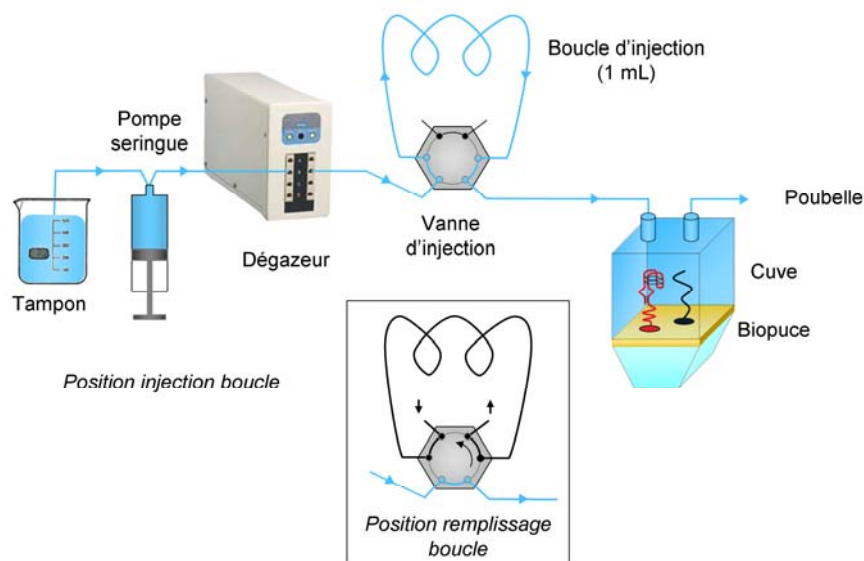 Boucle d’injection
(1 mL)
Pompe
seringue
Vanne
d’injection
Dégazeur
Poubelle
Cuve
Biopuce
Tampon
Position injection boucle
Position remplissage
boucle